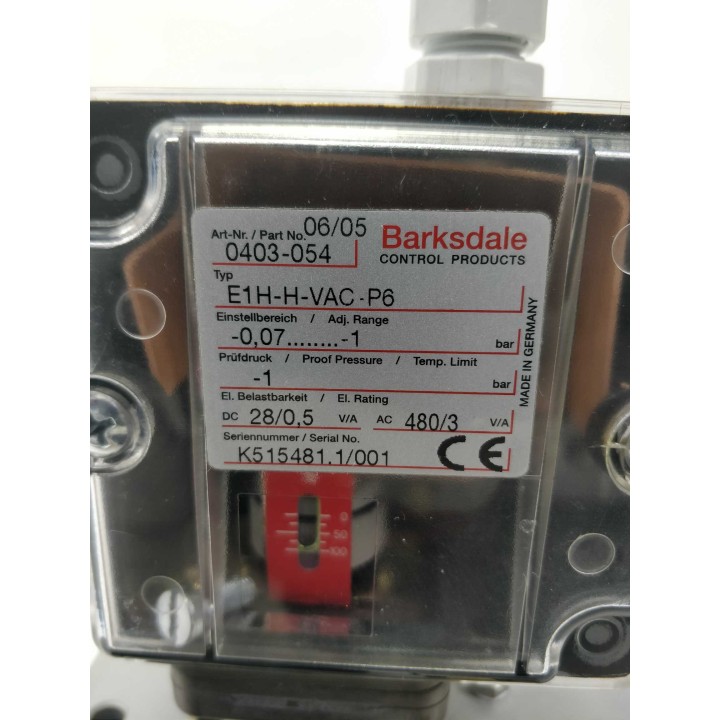 Art-Nr. / Part No. 06/05
0403-054
Barksdale
CONTROL PRODUCTS
Typ
E1H-H-VAC-P6
Einstellbereich / Adj. Range
-0,07........-1 bar
Prüfdruck / Proof Pressure / Temp. Limit
-1 bar
El. Belastbarkeit / El. Rating
DC 28/0,5 V/A AC 480/3 V/A
Seriennummer / Serial No.
K515481.1/001 CE
MADE IN GERMANY
0
50
100